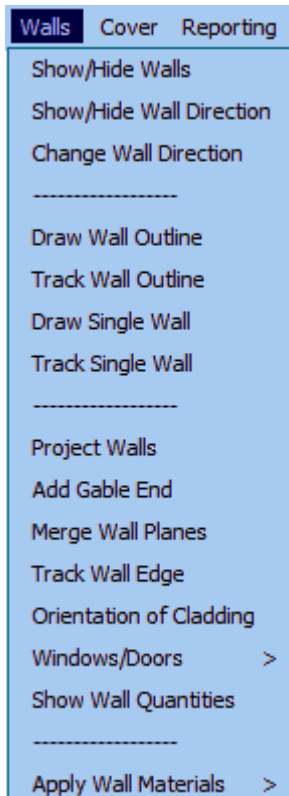 Walls Cover Reporting
Show/Hide Walls
Show/Hide Wall Direction
Change Wall Direction
------------------
Draw Wall Outline
Track Wall Outline
Draw Single Wall
Track Single Wall
------------------
Project Walls
Add Gable End
Merge Wall Planes
Track Wall Edge
Orientation of Cladding
Windows/Doors >
Show Wall Quantities
------------------
Apply Wall Materials >